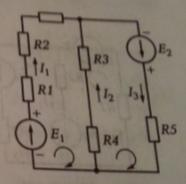 −
R2
R3
E₂
+
I₁
R1
I₂
I₃
+
E₁
R4
R5
−